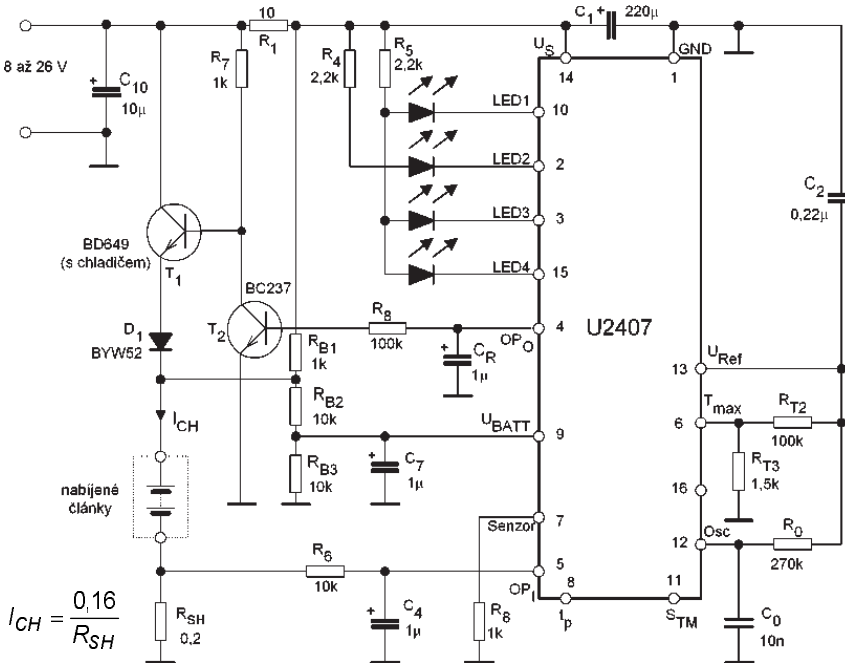 10
R1
C1 + 220µ
8 až 26 V
+ C10
10µ
R7
1k
R4
2,2k
R5
2,2k
US
14
1
GND
LED1
10
LED2
2
LED3
3
LED4
15
C2
0,22µ
BD649
(s chladičem)
T1
BC237
T2
R8
100k
OPO
4
U2407
+ CR
1µ
RB1
1k
D1
BYW52
13
URef
RB2
10k
ICH
Tmax
6
RT2
100k
UBATT
9
RT3
1,5k
RB3
10k
+ C7
1µ
nabíjené
články
16
Senzor
7
Osc
12
R0
270k
R6
10k
5
OPI
8
Ip
11
STM
ICH = 0,16
RSH
RSH
0,2
+ C4
1µ
R8
1k
C0
10n